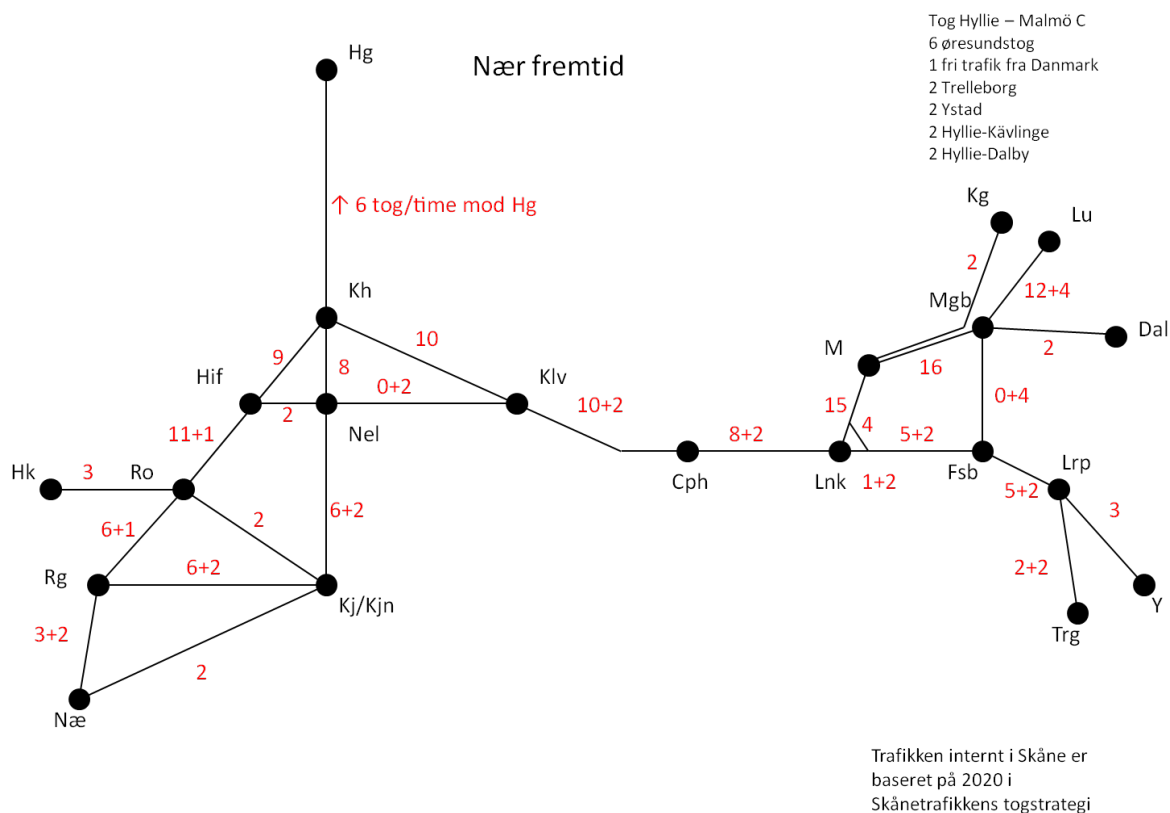 Tog Hyllie – Malmö C
6 øresundstog
1 fri trafik fra Danmark
2 Trelleborg
2 Ystad
2 Hyllie-Kävlinge
2 Hyllie-Dalby
Hg
Nær fremtid
↑ 6 tog/time mod Hg
Kg
Lu
2
12+4
Kh
Mgb
10
M
Dal
9
8
16
2
Hif
0+2
Klv
10+2
15
0+4
2
Nel
4
11+1
8+2
5+2
Hk
3
Ro
Cph
Lnk
1+2
Fsb
Lrp
5+2
6+2
3
6+1
2
Rg
6+2
2+2
Kj/Kjn
Y
3+2
Trg
2
Næ
Trafikken internt i Skåne er
baseret på 2020 i
Skånetrafikkens togstrategi